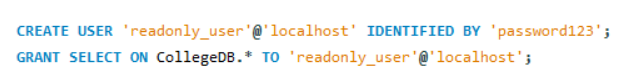 CREATE USER 'readonly_user'@'localhost' IDENTIFIED BY 'password123';
GRANT SELECT ON CollegeDB.* TO 'readonly_user'@'localhost';